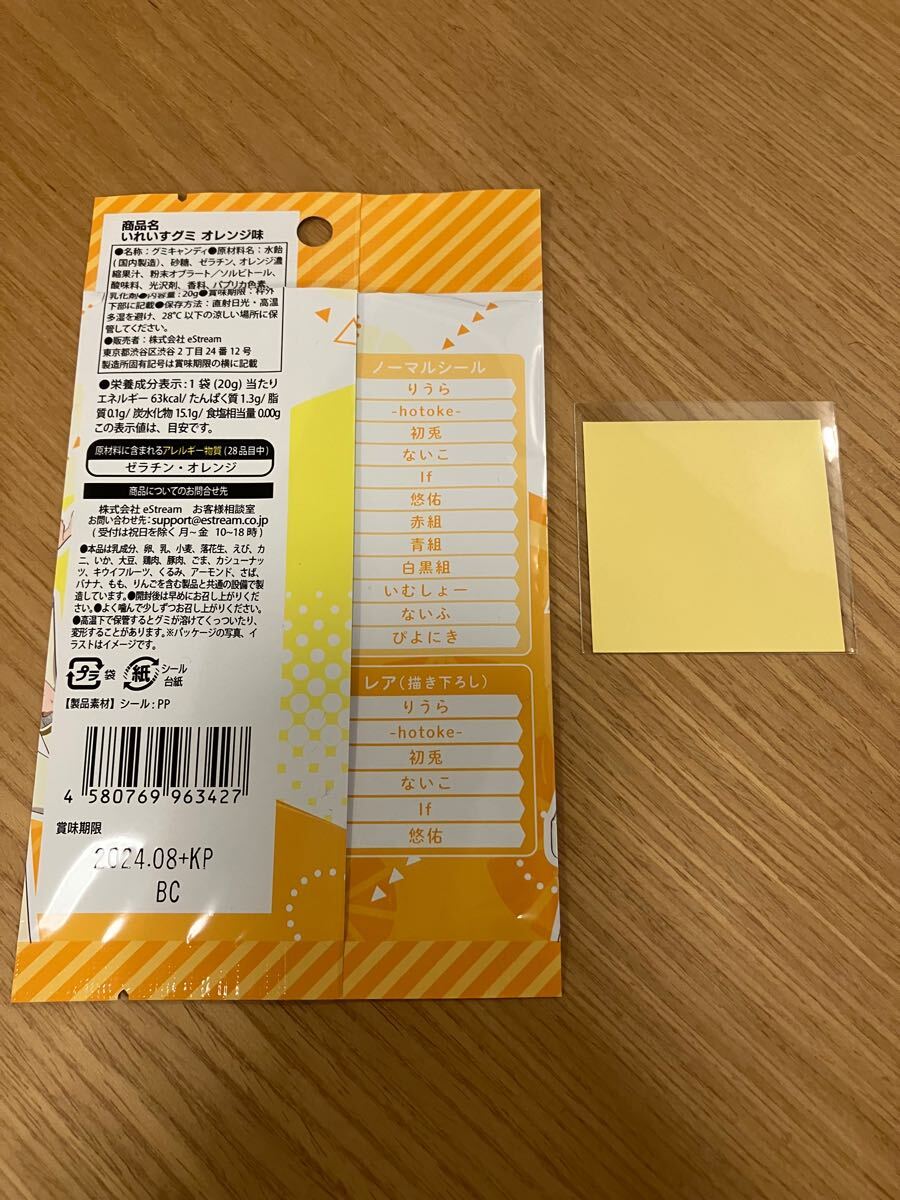 商品名
いれいすグミ オレンジ味
●名称：グミキャンディ●原材料名：水飴
(国内製造)、砂糖、ゼラチン、オレンジ濃
縮果汁、粉末オブラート／ソルビトール、
酸味料、光沢剤、香料、パプリカ色素、
乳化剤●内容量：20g●賞味期限：枠外
下部に記載●保存方法：直射日光・高温
多湿を避け、28℃以下の涼しい場所に保
管してください。
●販売者：株式会社 eStream
東京都渋谷区渋谷2丁目24番12号
製造所固有記号は賞味期限の横に記載
●栄養成分表示：1袋(20g)当たり
エネルギー 63kcal/ たんぱく質 1.3g/ 脂
質0.1g/ 炭水化物 15.1g/ 食塩相当量 0.00g
この表示値は、目安です。
原材料に含まれるアレルギー物質(28品目中)
ゼラチン・オレンジ
商品についてのお問合せ先
株式会社 eStream お客様相談室
お問い合わせ先：support@estream.co.jp
(受付は祝日を除く 月～金 10～18時)
●本品は乳成分、卵、乳、小麦、落花生、えび、カ
ニ、いか、大豆、鶏肉、豚肉、ごま、カシューナッ
ツ、キウイフルーツ、くるみ、アーモンド、さば、
バナナ、もも、りんごを含む製品と共通の設備で製
造しています。●開封後は早めにお召し上がりくだ
さい。●よく噛んで少しずつお召し上がりください。
●高温下で保管するとグミが溶けてくっついたり、
変形することがあります。※パッケージの写真、イ
ラストはイメージです。
プラ 袋 紙 シール
台紙
【製品素材】シール：PP
4 580769 963427
賞味期限
2024.08+KP
BC
ノーマルシール
りうら
-hotoke-
初兎
ないこ
If
悠佑
赤組
青組
白黒組
いむしょー
ないふ
ぴよにき
レア(描き下ろし)
りうら
-hotoke-
初兎
ないこ
If
悠佑